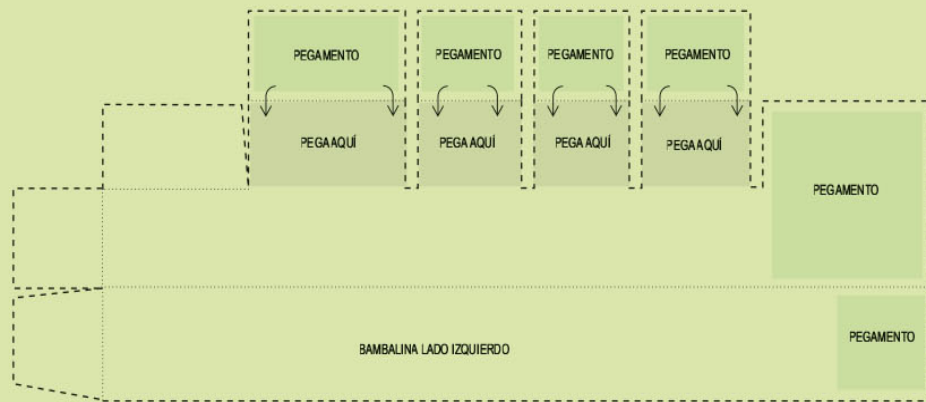 PEGAMENTO
PEGAMENTO
PEGAMENTO
PEGAMENTO
PEGA AQUÍ
PEGA AQUÍ
PEGA AQUÍ
PEGA AQUÍ
PEGAMENTO
PEGAMENTO
BAMBALINA LADO IZQUIERDO